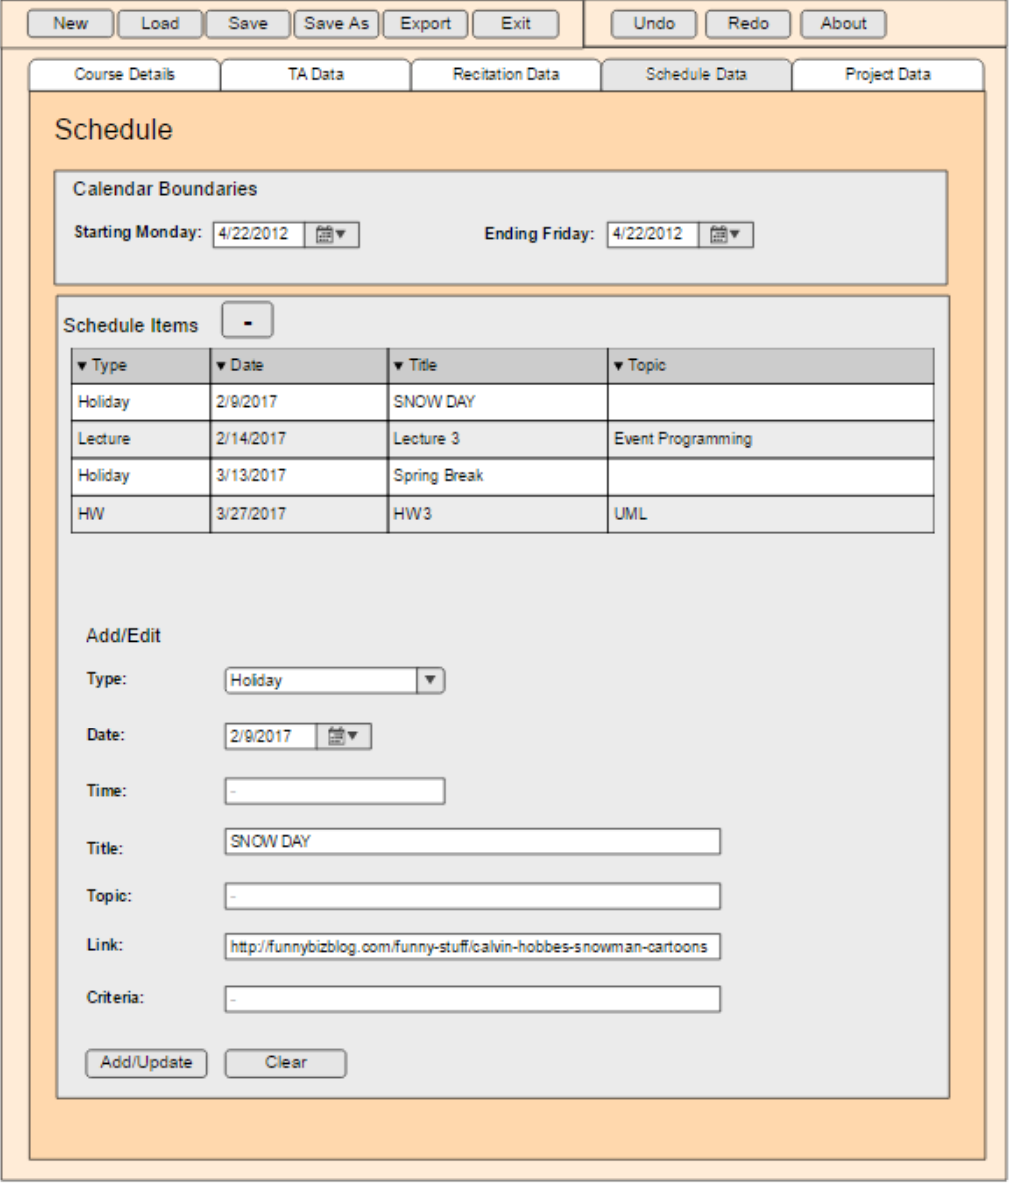 New Load Save Save As Export Exit Undo Redo About
Course Details TA Data Recitation Data Schedule Data Project Data
Schedule
Calendar Boundaries
Starting Monday: 4/22/2012 Ending Friday: 4/22/2012
Schedule Items -
▼ Type ▼ Date ▼ Title ▼ Topic
Holiday 2/9/2017 SNOW DAY
Lecture 2/14/2017 Lecture 3 Event Programming
Holiday 3/13/2017 Spring Break
HW 3/27/2017 HW3 UML
Add/Edit
Type: Holiday
Date: 2/9/2017
Time: -
Title: SNOW DAY
Topic: -
Link: http://funnybizblog.com/funny-stuff/calvin-hobbes-snowman-cartoons
Criteria: -
Add/Update Clear